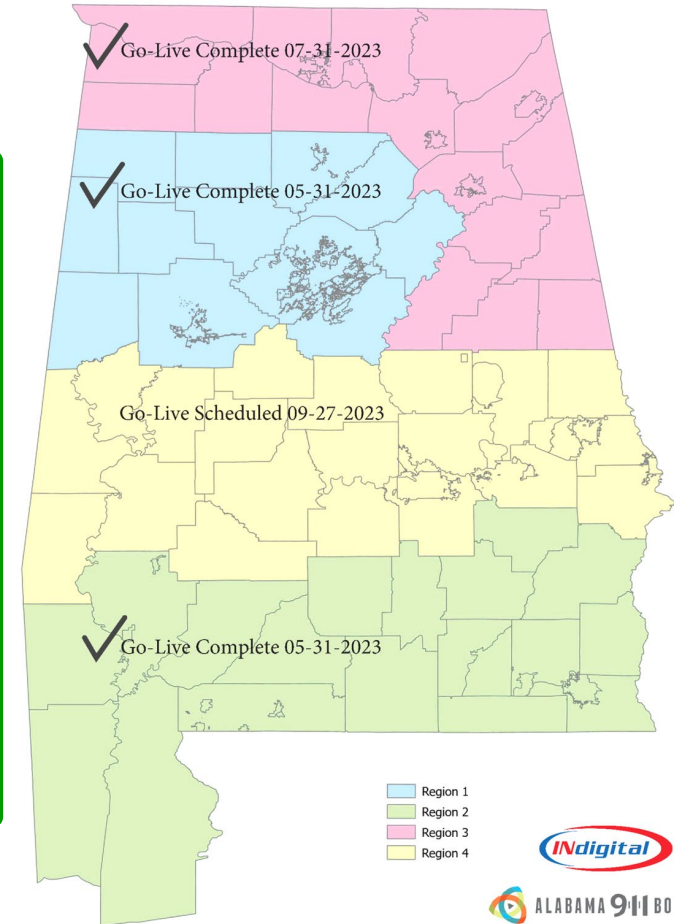 Go-Live Complete 07-31-2023
Go-Live Complete 05-31-2023
Go-Live Scheduled 09-27-2023
Go-Live Complete 05-31-2023
Region 1
Region 2
Region 3
Region 4
INdigital
ALABAMA 911 BO